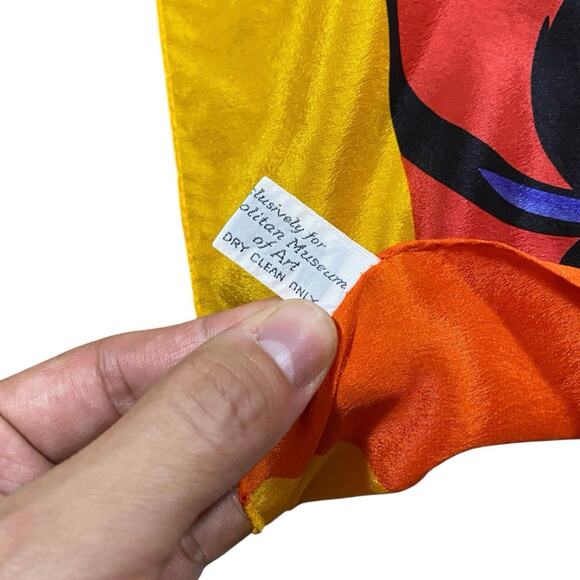 clusively for
olitan Museum
of Art
DRY CLEAN ONLY